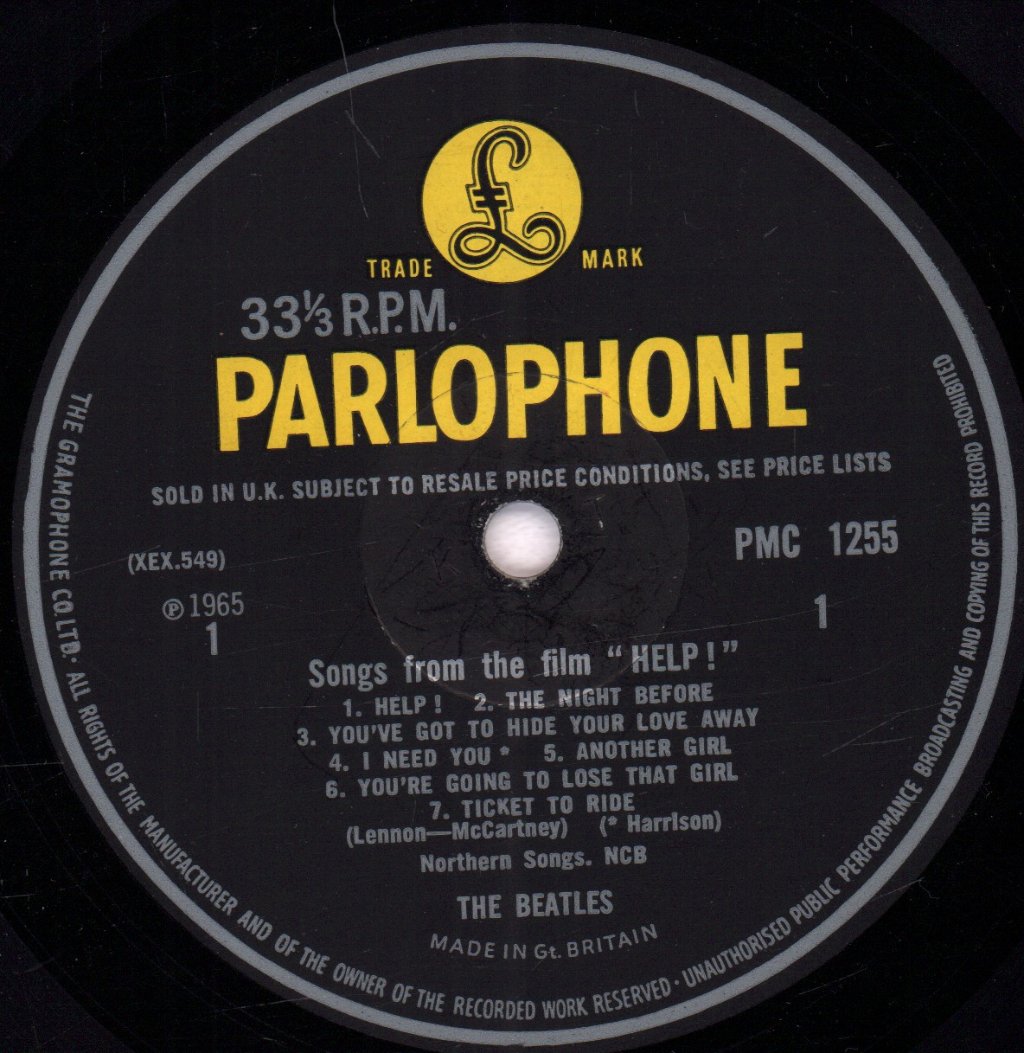 £
TRADE MARK
33⅓ R.P.M.
PARLOPHONE
SOLD IN U.K. SUBJECT TO RESALE PRICE CONDITIONS, SEE PRICE LISTS
(XEX.549)
PMC 1255
℗ 1965
1
1
Songs from the film "HELP!"
1. HELP! 2. THE NIGHT BEFORE
3. YOU'VE GOT TO HIDE YOUR LOVE AWAY
4. I NEED YOU * 5. ANOTHER GIRL
6. YOU'RE GOING TO LOSE THAT GIRL
7. TICKET TO RIDE
(Lennon—McCartney) (* Harrison)
Northern Songs. NCB
THE BEATLES
MADE IN Gt. BRITAIN
THE GRAMOPHONE CO. LTD. · ALL RIGHTS OF THE MANUFACTURER AND OF THE OWNER OF THE RECORDED WORK RESERVED · UNAUTHORISED PUBLIC PERFORMANCE BROADCASTING AND COPYING OF THIS RECORD PROHIBITED